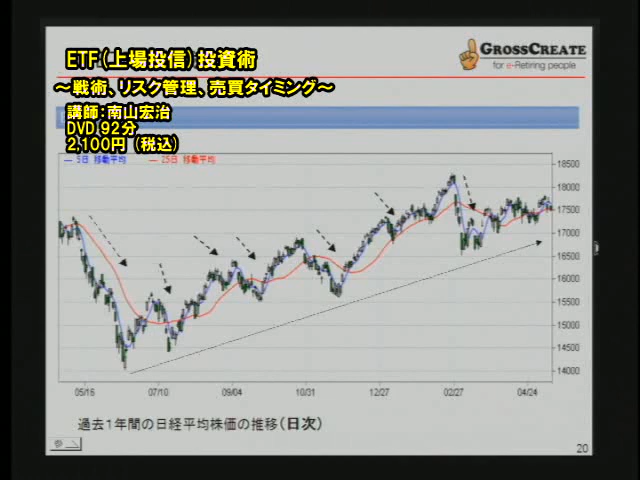 ETF(上場投信)投資術
～戦術、リスク管理、売買タイミング～
講師:南山宏治
DVD 92分
2,100円 (税込)
GROSSCREATE
for e-Retiring people
5日 移動平均
25日 移動平均
18500
18000
17500
17000
16500
16000
15500
15000
14500
14000
05/16
07/10
09/04
10/31
12/27
02/27
04/24
過去1年間の日経平均株価の推移(日次)
20